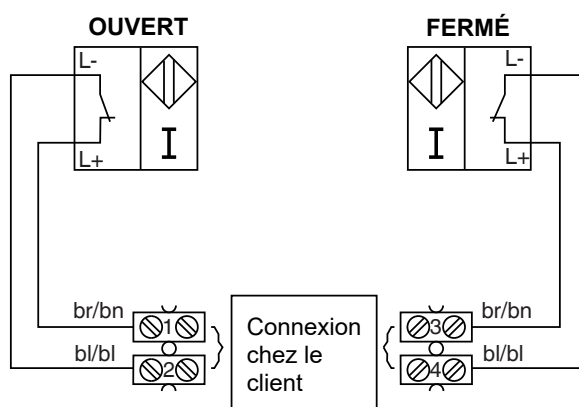 OUVERT
FERMÉ
L-
L-
I
I
L+
L+
br/bn
1
bl/bl
2
Connexion
chez le
client
3
br/bn
4
bl/bl